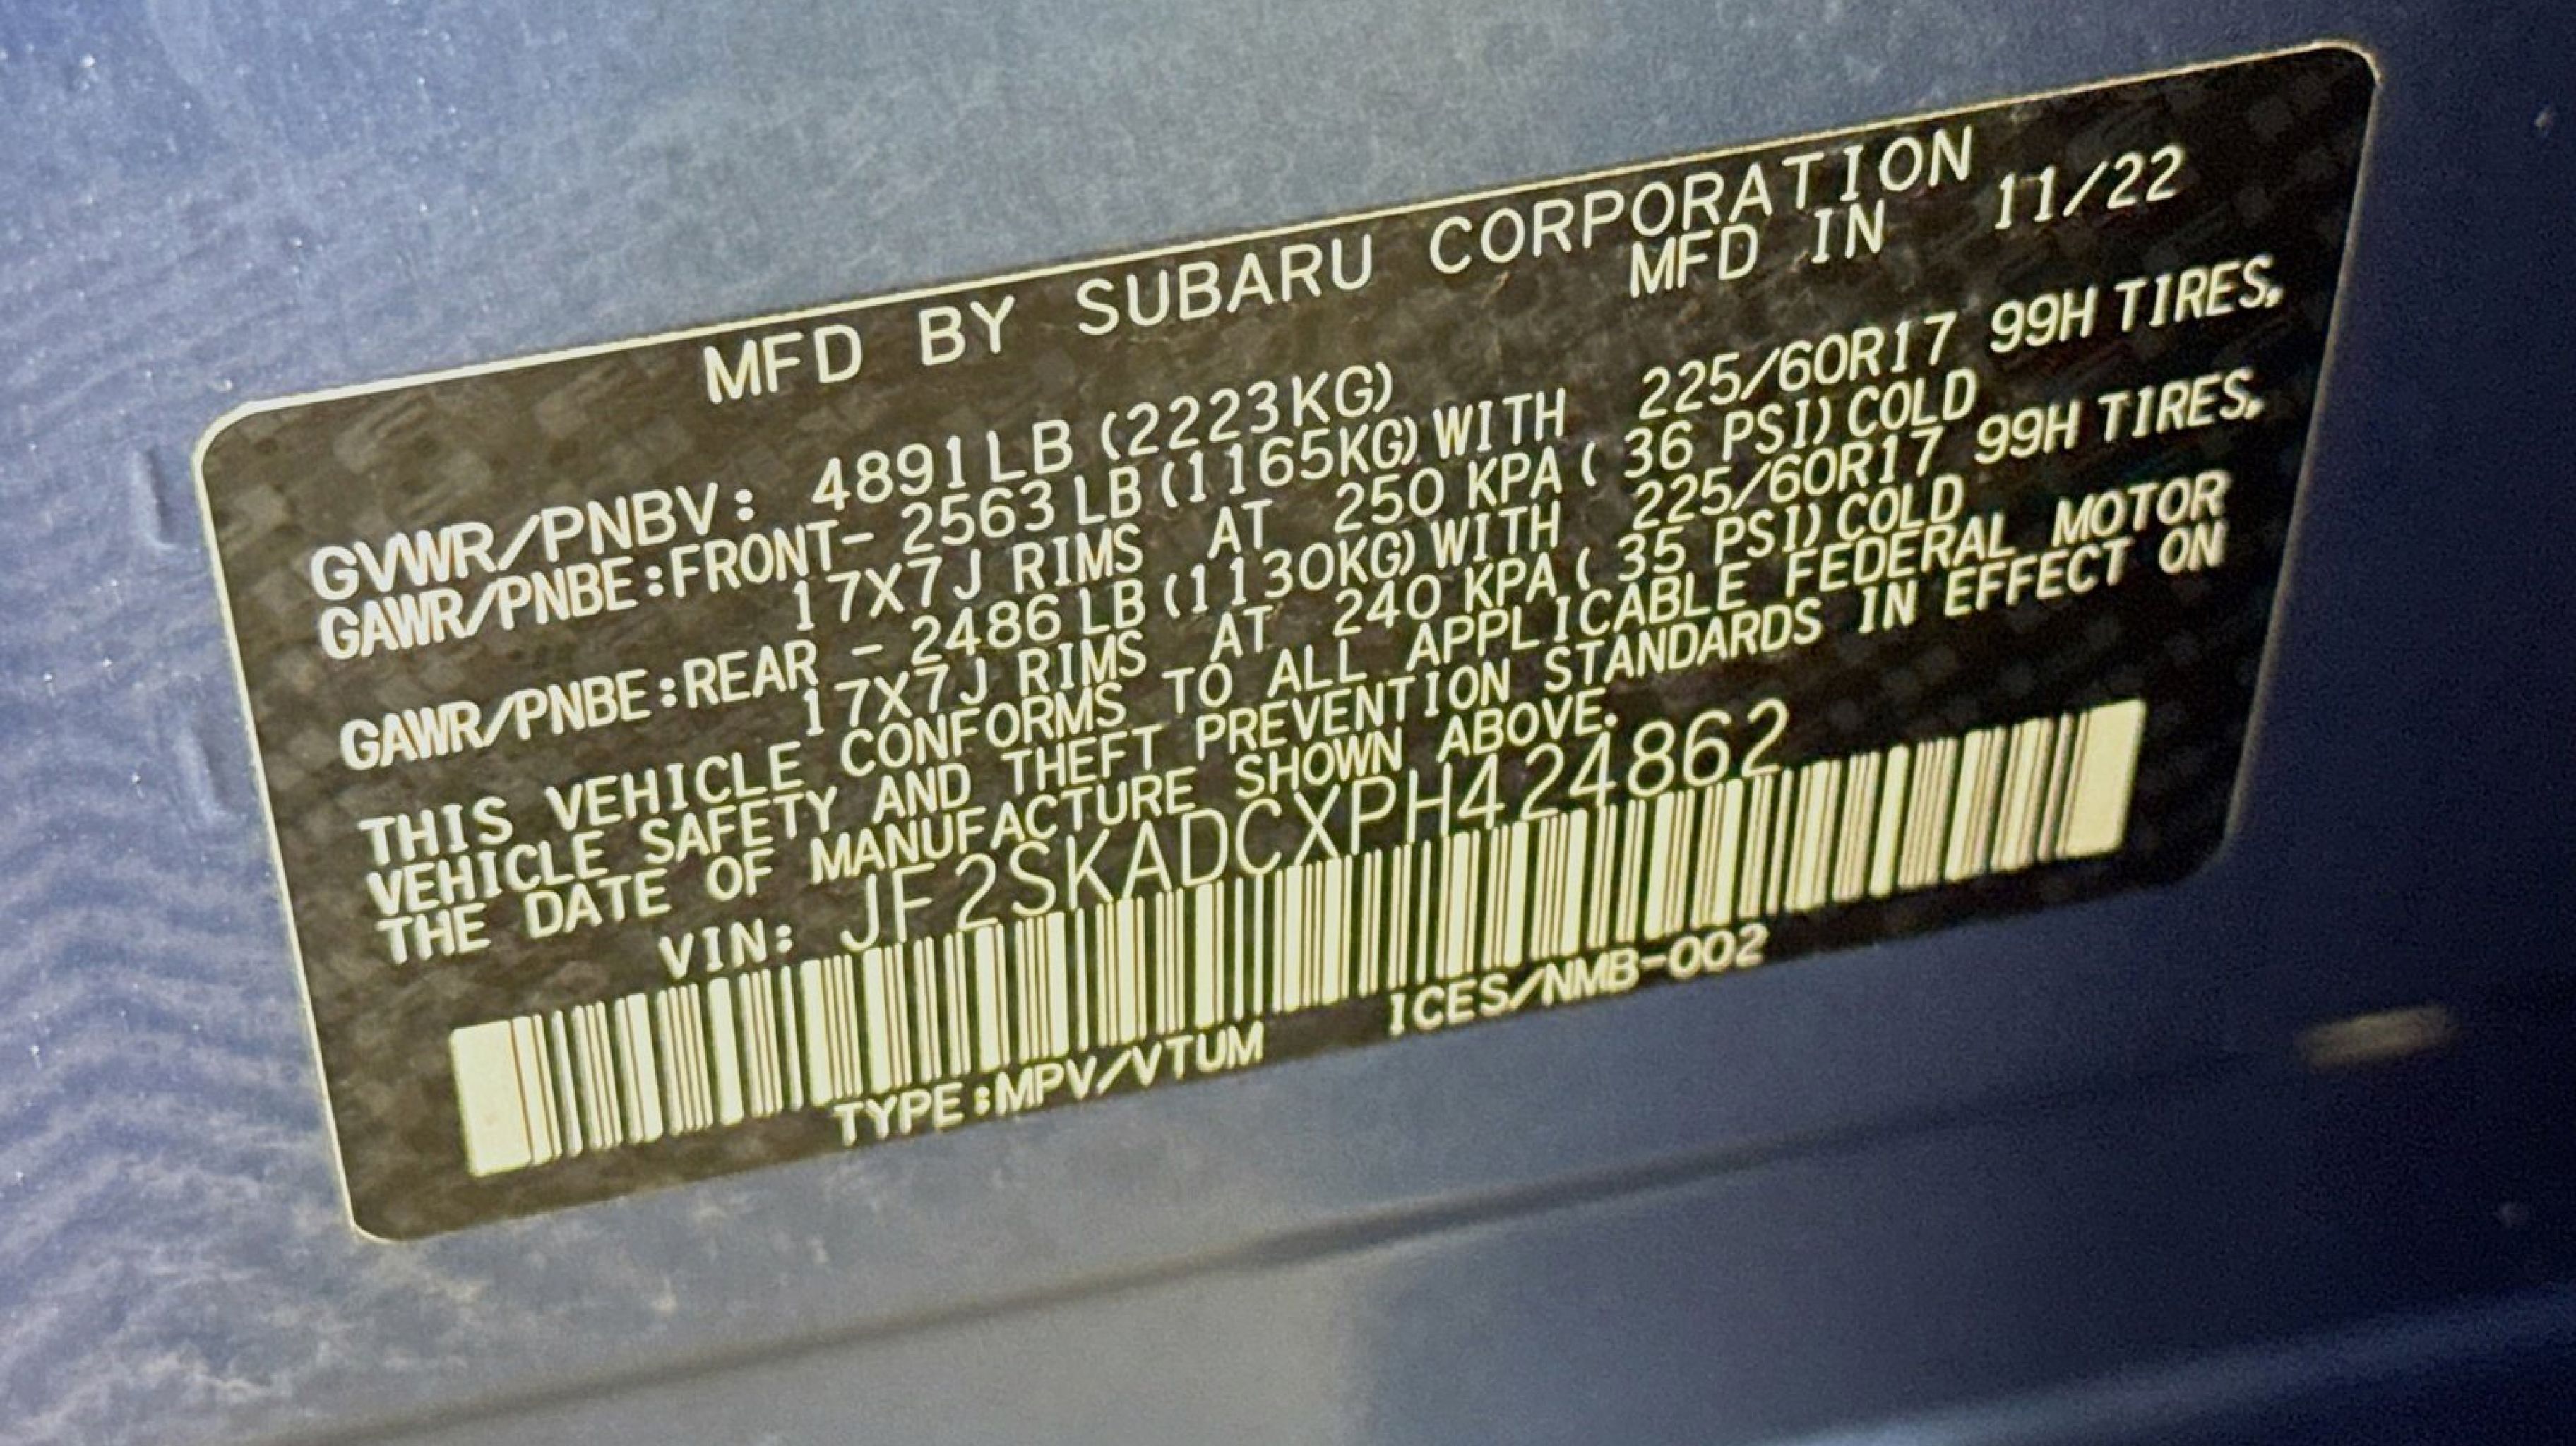 MFD BY SUBARU CORPORATION
MFD IN 11/22
GVWR/PNBV: 4891LB (2223KG)
GAWR/PNBE:FRONT- 2563LB(1165KG)WITH 225/60R17 99H TIRES,
17X7J RIMS AT 250 KPA( 36 PSI)COLD
GAWR/PNBE:REAR - 2486LB(1130KG)WITH 225/60R17 99H TIRES,
17X7J RIMS AT 240 KPA( 35 PSI)COLD
THIS VEHICLE CONFORMS TO ALL APPLICABLE FEDERAL MOTOR
VEHICLE SAFETY AND THEFT PREVENTION STANDARDS IN EFFECT ON
THE DATE OF MANUFACTURE SHOWN ABOVE.
VIN: JF2SKADCXPH424862
TYPE:MPV/VTUM ICES/NMB-002